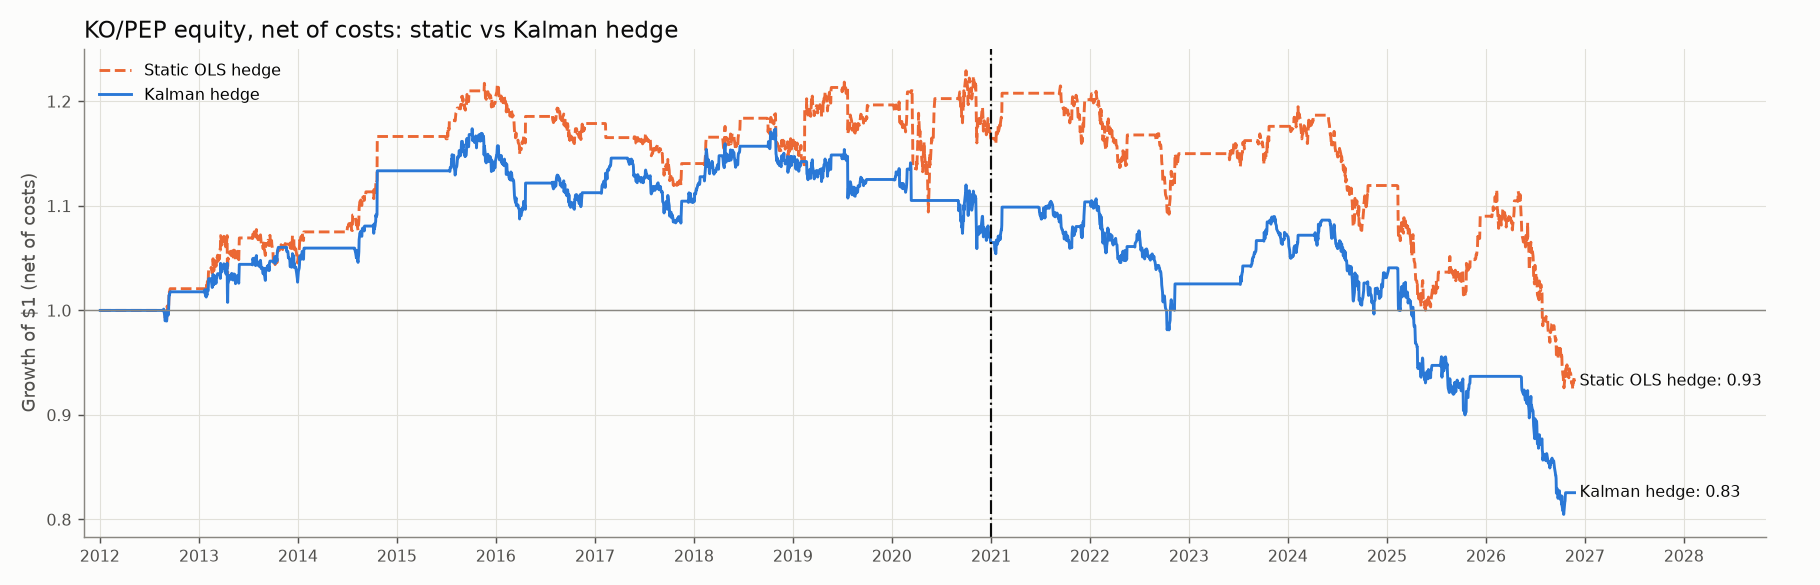 KO/PEP equity, net of costs: static vs Kalman hedge
Static OLS hedge
Kalman hedge
Growth of $1 (net of costs)
1.2
1.1
1.0
0.9
0.8
Static OLS hedge: 0.93
Kalman hedge: 0.83
2012 2013 2014 2015 2016 2017 2018 2019 2020 2021 2022 2023 2024 2025 2026 2027 2028